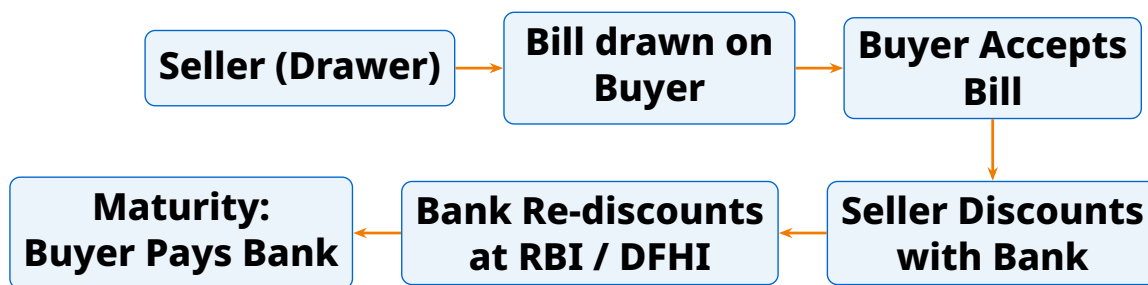 Seller (Drawer)
Bill drawn on
Buyer
Buyer Accepts
Bill
Seller Discounts
with Bank
Bank Re-discounts
at RBI / DFHI
Maturity:
Buyer Pays Bank